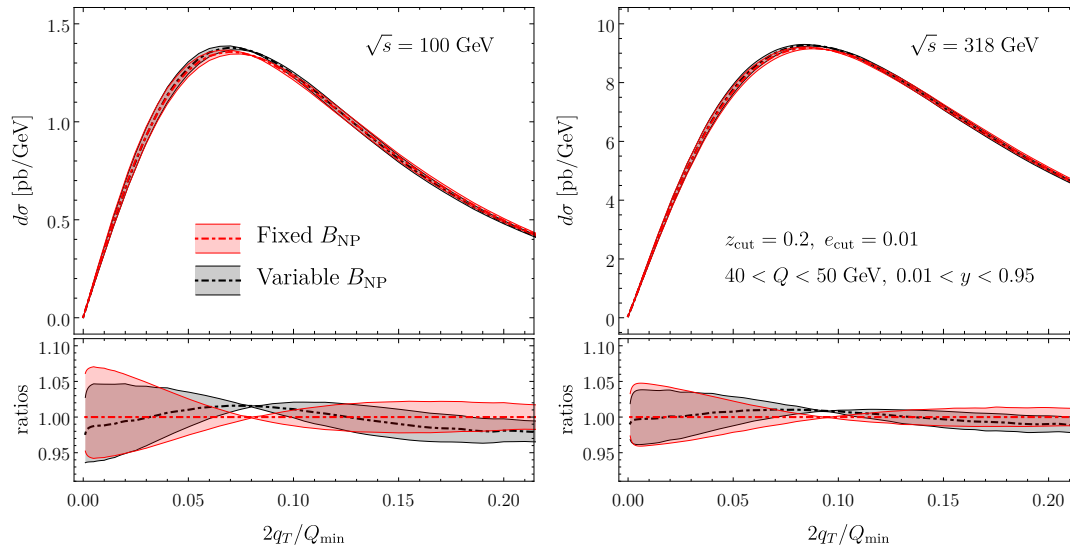 √s = 100 GeV
dσ [pb/GeV]
1.5
1.0
0.5
0.0
Fixed B_NP
Variable B_NP
ratios
1.10
1.05
1.00
0.95
0.00 0.05 0.10 0.15 0.20
2q_T/Q_min
√s = 318 GeV
dσ [pb/GeV]
10
8
6
4
2
0
z_cut = 0.2, e_cut = 0.01
40 < Q < 50 GeV, 0.01 < y < 0.95
ratios
1.10
1.05
1.00
0.95
0.00 0.05 0.10 0.15 0.20
2q_T/Q_min